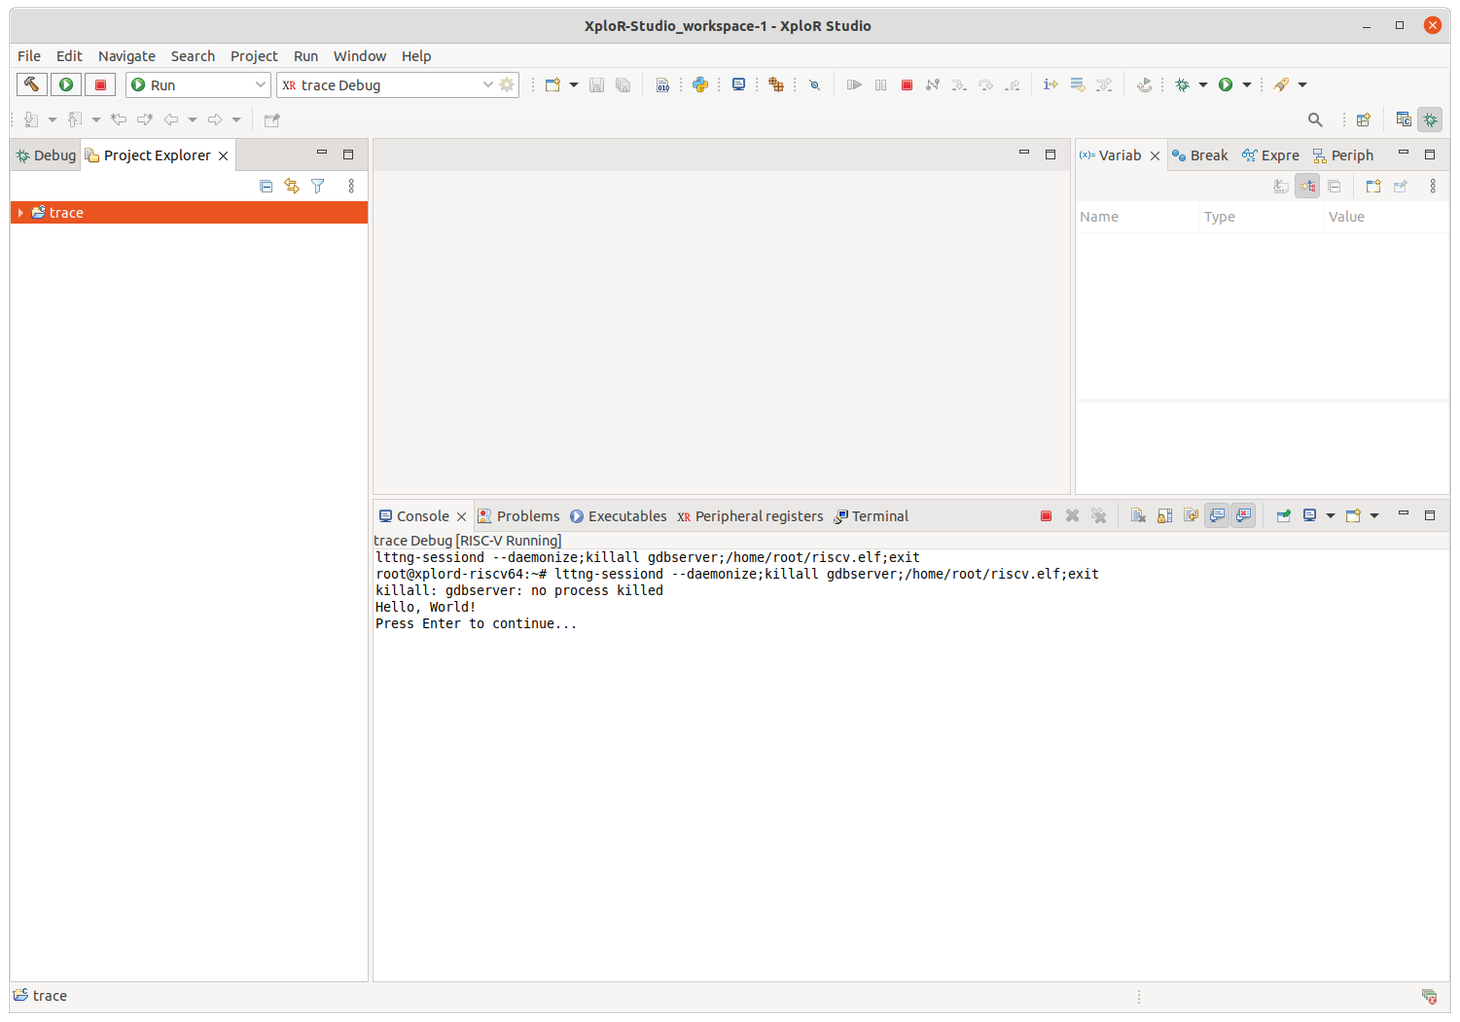 XploR-Studio_workspace-1 - XploR Studio
File Edit Navigate Search Project Run Window Help
Run XR trace Debug 010
Debug Project Explorer
trace
(x)= Variab Break Expre Periph
Name Type Value
Console Problems Executables XR Peripheral registers Terminal
trace Debug [RISC-V Running]
lttng-sessiond --daemonize;killall gdbserver;/home/root/riscv.elf;exit
root@xplord-riscv64:~# lttng-sessiond --daemonize;killall gdbserver;/home/root/riscv.elf;exit
killall: gdbserver: no process killed
Hello, World!
Press Enter to continue...
trace